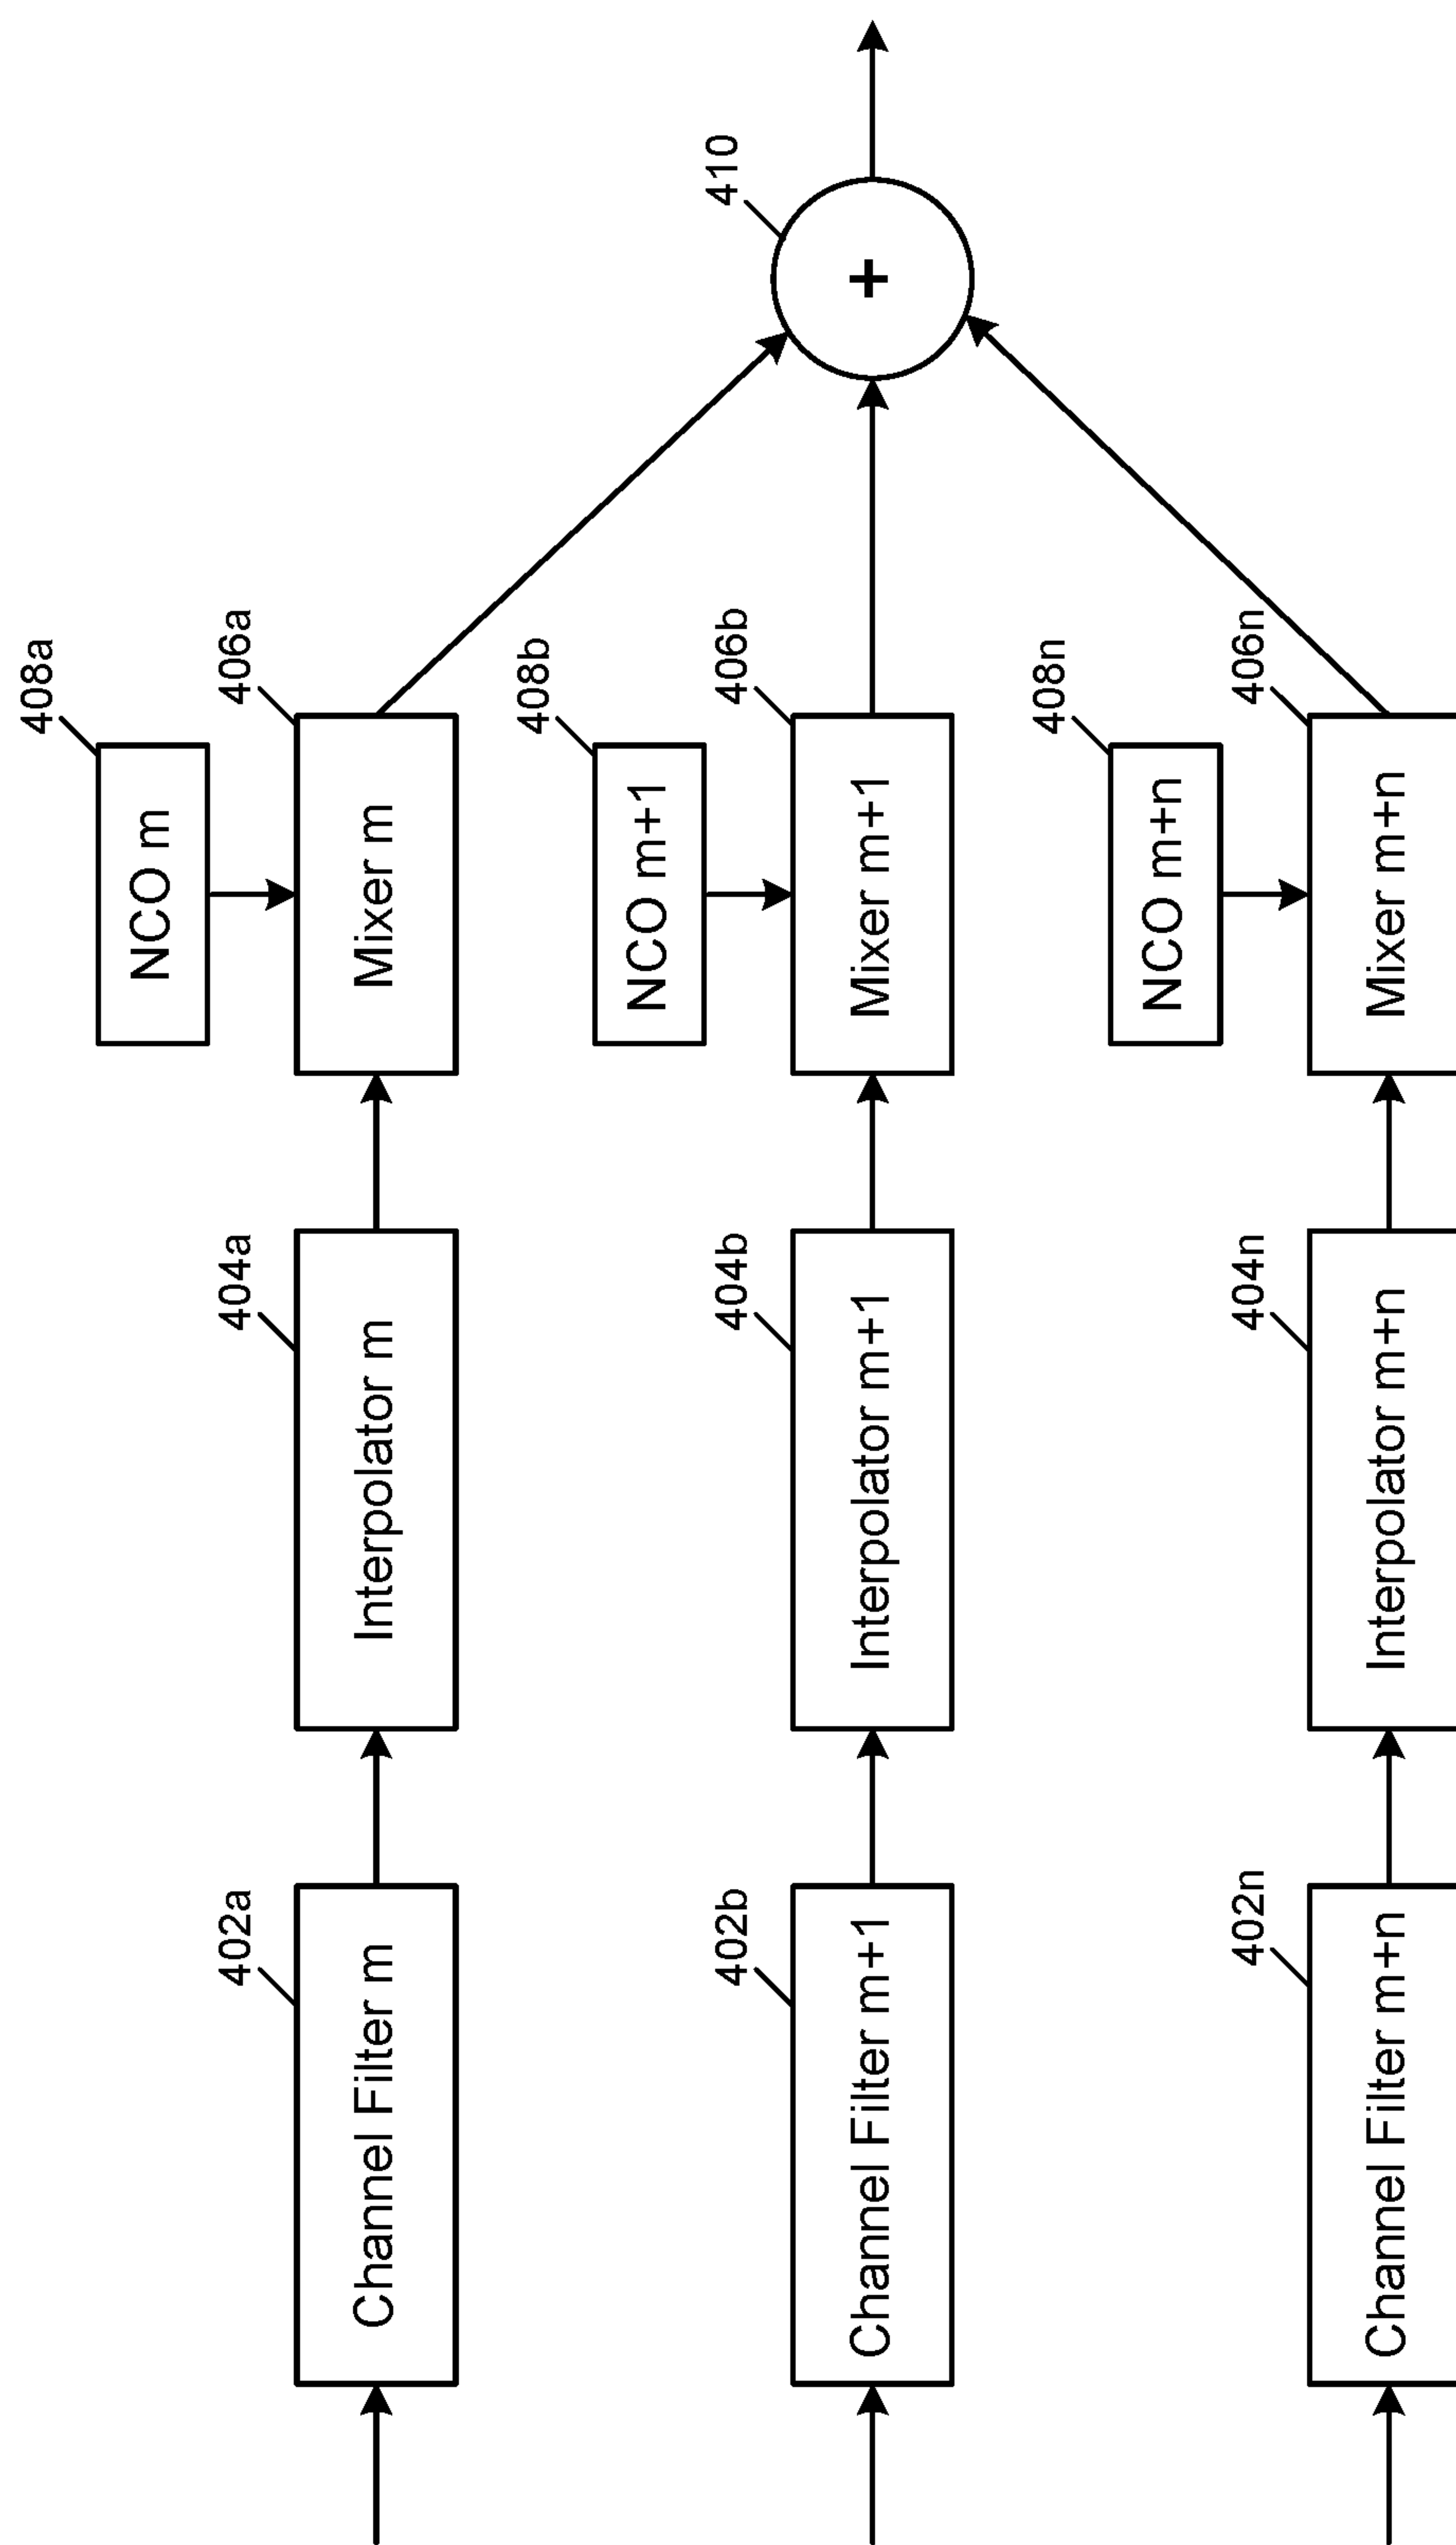 408a
NCO m
402a
404a
406a
Channel Filter m
Interpolator m
Mixer m
408b
NCO m+1
402b
404b
406b
410
Channel Filter m+1
Interpolator m+1
Mixer m+1
+
408n
NCO m+n
402n
404n
406n
Channel Filter m+n
Interpolator m+n
Mixer m+n